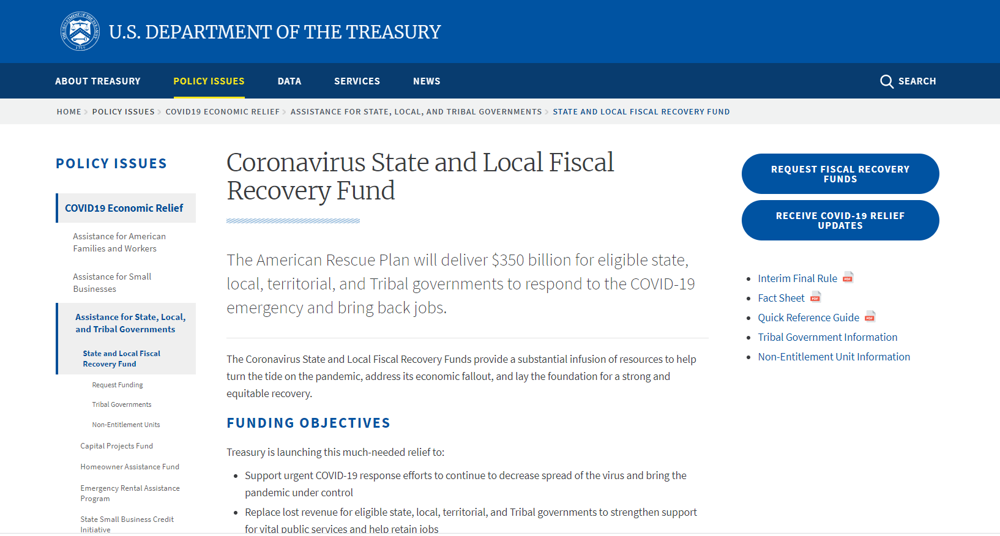 U.S. DEPARTMENT OF THE TREASURY
ABOUT TREASURY
POLICY ISSUES
DATA
SERVICES
NEWS
SEARCH
HOME
POLICY ISSUES
COVID19 ECONOMIC RELIEF
ASSISTANCE FOR STATE, LOCAL, AND TRIBAL GOVERNMENTS
STATE AND LOCAL FISCAL RECOVERY FUND
POLICY ISSUES
COVID19 Economic Relief
Assistance for American
Families and Workers
Assistance for Small
Businesses
Assistance for State, Local,
and Tribal Governments
State and Local Fiscal
Recovery Fund
Request Funding
Tribal Governments
Non-Entitlement Units
Capital Projects Fund
Homeowner Assistance Fund
Emergency Rental Assistance
Program
State Small Business Credit
Initiative
Coronavirus State and Local Fiscal
Recovery Fund
The American Rescue Plan will deliver $350 billion for eligible state,
local, territorial, and Tribal governments to respond to the COVID-19
emergency and bring back jobs.
The Coronavirus State and Local Fiscal Recovery Funds provide a substantial infusion of resources to help
turn the tide on the pandemic, address its economic fallout, and lay the foundation for a strong and
equitable recovery.
FUNDING OBJECTIVES
Treasury is launching this much-needed relief to:
Support urgent COVID-19 response efforts to continue to decrease spread of the virus and bring the
pandemic under control
Replace lost revenue for eligible state, local, territorial, and Tribal governments to strengthen support
for vital public services and help retain jobs
REQUEST FISCAL RECOVERY
FUNDS
RECEIVE COVID-19 RELIEF
UPDATES
Interim Final Rule PDF
Fact Sheet PDF
Quick Reference Guide PDF
Tribal Government Information
Non-Entitlement Unit Information